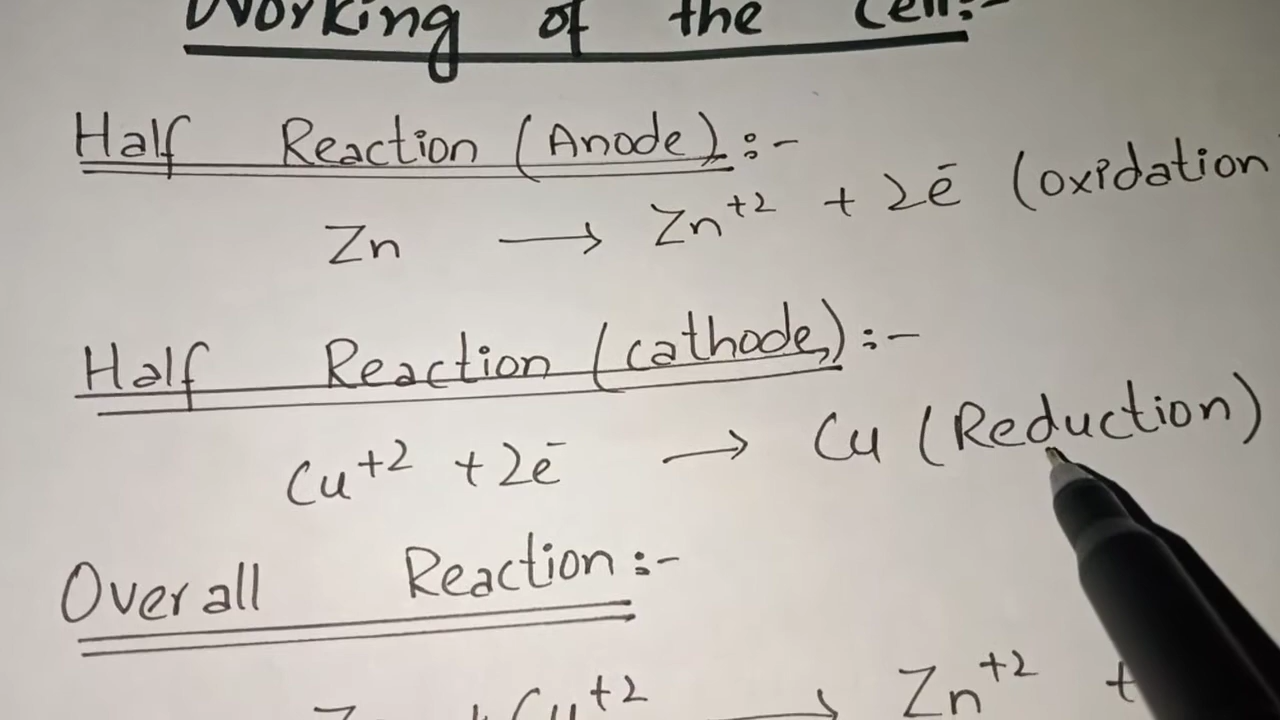 Working of the Cell:-
Half Reaction (Anode):-
Zn → Zn⁺² + 2ē (oxidation
Half Reaction (cathode):-
Cu⁺² + 2ē → Cu (Reduction)
Overall Reaction:-
Zn + Cu⁺² → Zn⁺² +